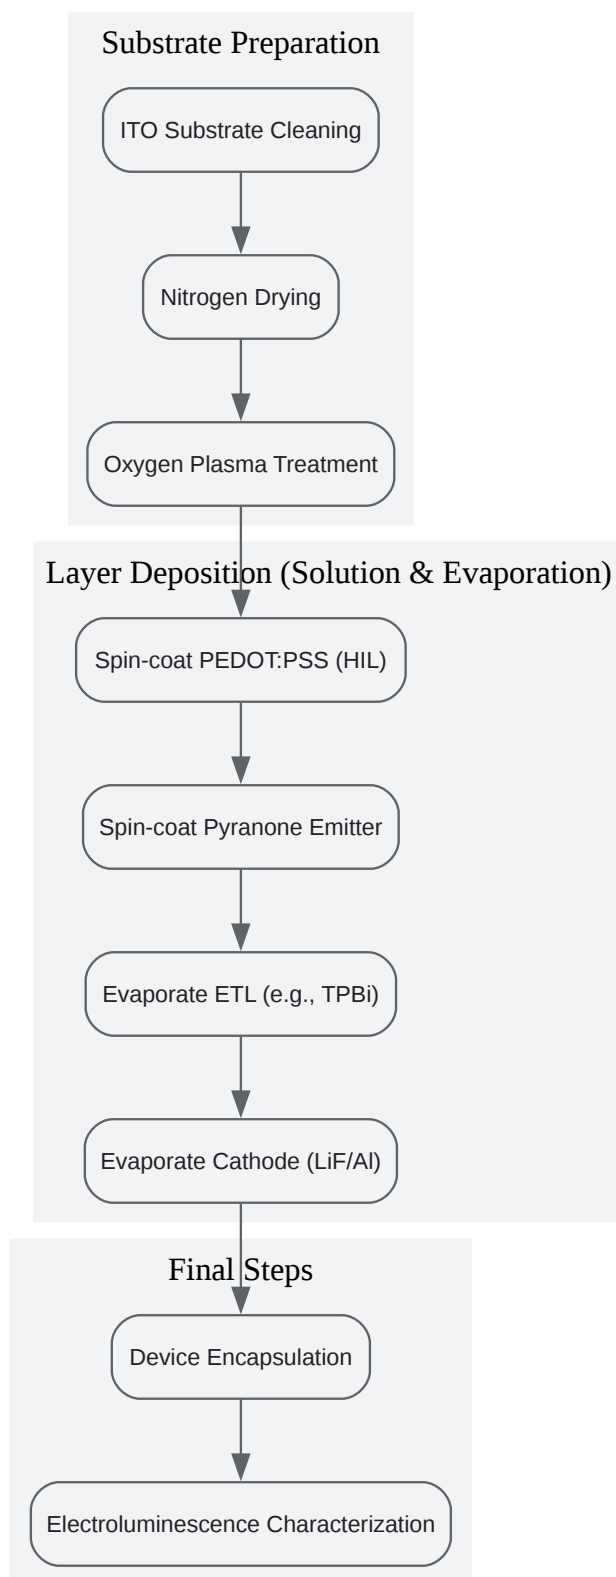 Substrate Preparation
ITO Substrate Cleaning
Nitrogen Drying
Oxygen Plasma Treatment
Layer Deposition (Solution & Evaporation)
Spin-coat PEDOT:PSS (HIL)
Spin-coat Pyranone Emitter
Evaporate ETL (e.g., TPBi)
Evaporate Cathode (LiF/Al)
Final Steps
Device Encapsulation
Electroluminescence Characterization